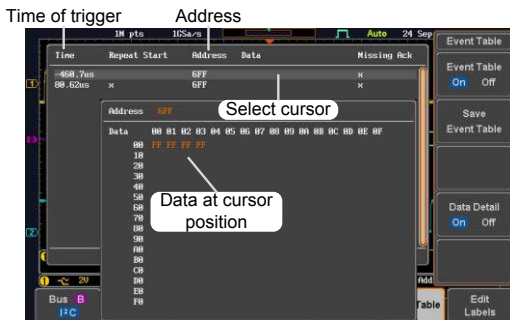 Time of trigger Address
1M pts 1GSa/s Auto 24 Sep
Event Table
Time Repeat Start Address Data Missing Ack
-460.7us 6FF x
80.62us x 6FF x
Event Table
On Off
Select cursor
Address 6FF
Save
Event Table
Data 00 01 02 03 04 05 06 07 08 09 0A 0B 0C 0D 0E 0F
00 FF FF FF FF
10
20
30
40
50
60
70
80
90
A0
B0
C0
D0
E0
F0
Data at cursor
position
Data Detail
On Off
1 2V
Add
Bus B
I²C
Table
Edit
Labels